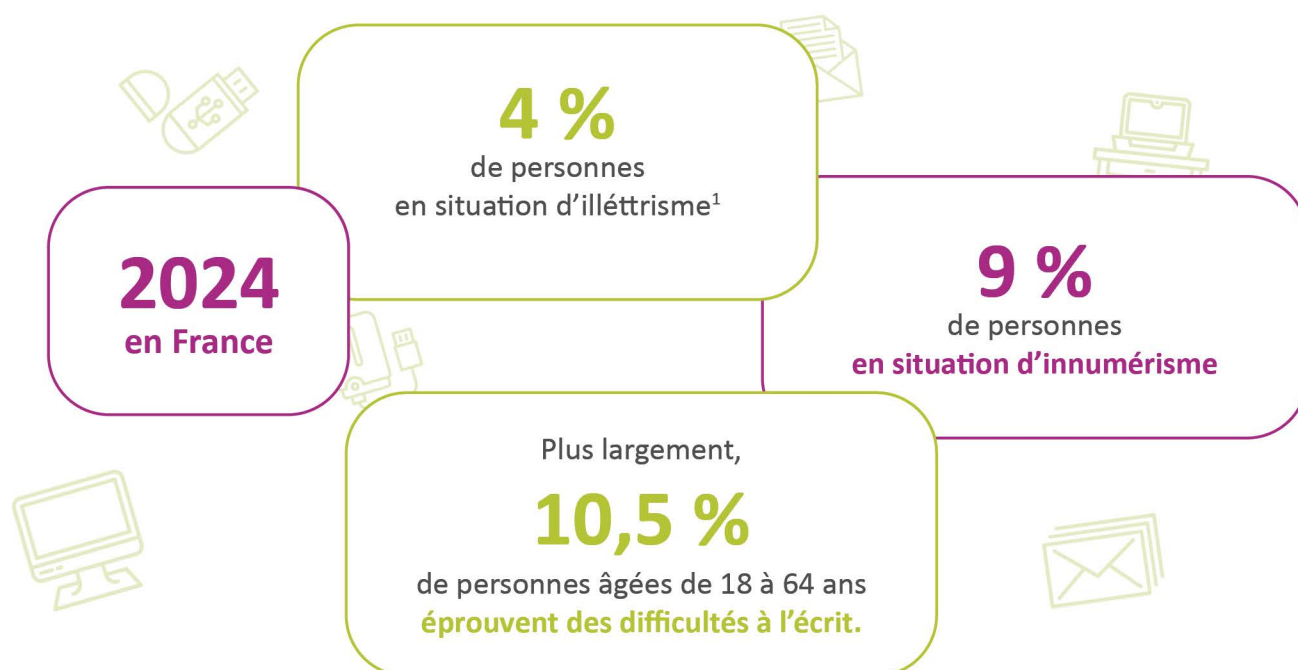 2024
en France
4 %
de personnes
en situation d'illéttrisme¹
9 %
de personnes
en situation d'innumérisme
Plus largement,
10,5 %
de personnes âgées de 18 à 64 ans
éprouvent des difficultés à l'écrit.